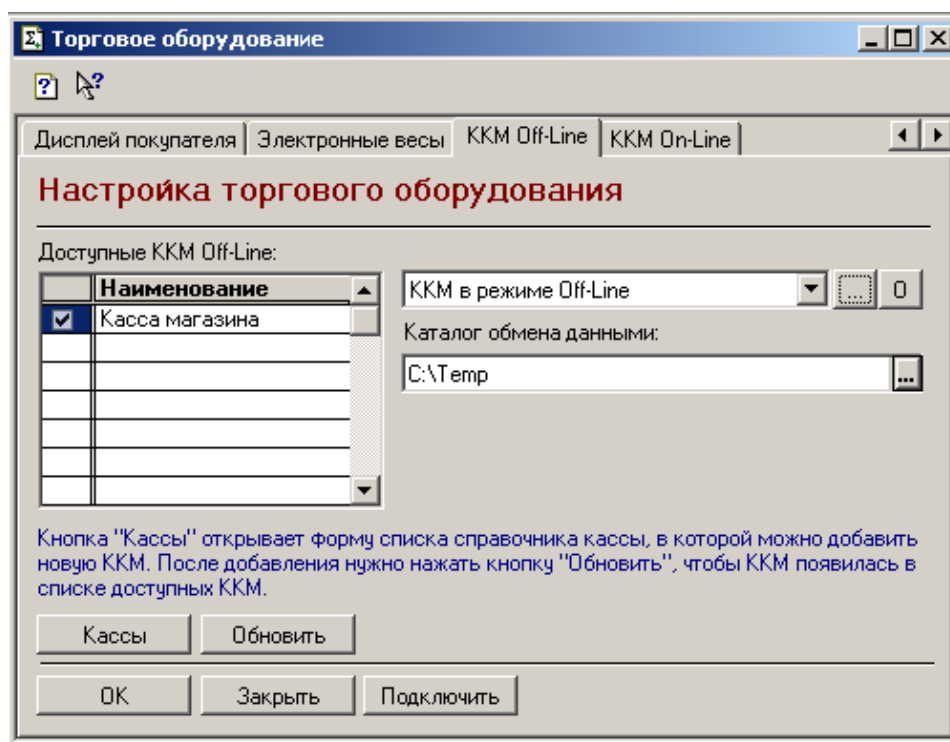 Торговое оборудование
Дисплей покупателя Электронные весы ККМ Off-Line ККМ On-Line
Настройка торгового оборудования
Доступные ККМ Off-Line:
Наименование
Касса магазина
ККМ в режиме Off-Line ... О
Каталог обмена данными:
C:\Temp ...
Кнопка "Кассы" открывает форму списка справочника кассы, в которой можно добавить
новую ККМ. После добавления нужно нажать кнопку "Обновить", чтобы ККМ появилась в
списке доступных ККМ.
Кассы Обновить
ОК Закрыть Подключить